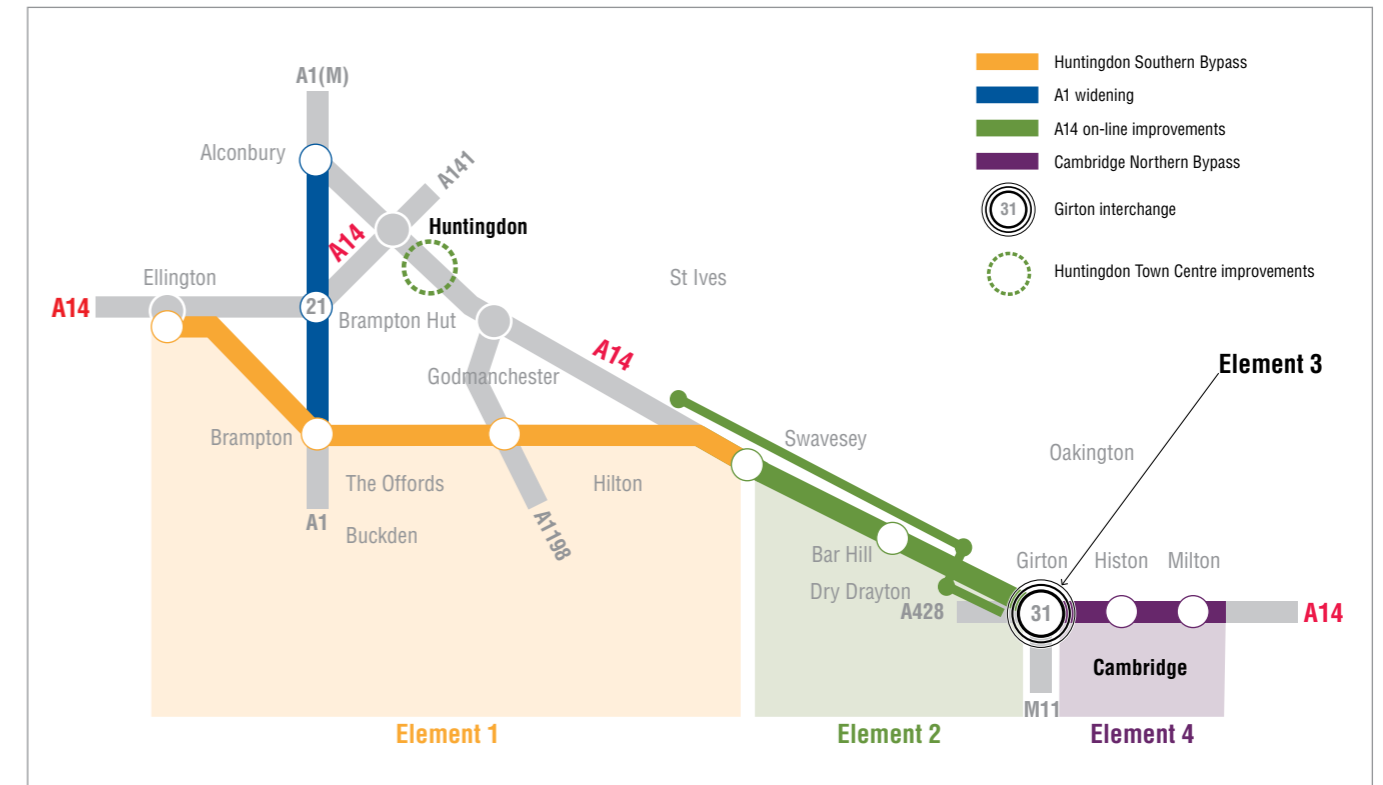 Huntingdon Southern Bypass
A1 widening
A14 on-line improvements
Cambridge Northern Bypass
31
Girton interchange
Huntingdon Town Centre improvements
A1(M)
Alconbury
A141
Huntingdon
A14
Ellington
St Ives
A14
21
Brampton Hut
A14
Element 3
Godmanchester
Brampton
Swavesey
Oakington
The Offords
Hilton
A1
Buckden
A1198
Bar Hill
Girton
Histon
Milton
Dry Drayton
A428
31
A14
Cambridge
M11
Element 1
Element 2
Element 4